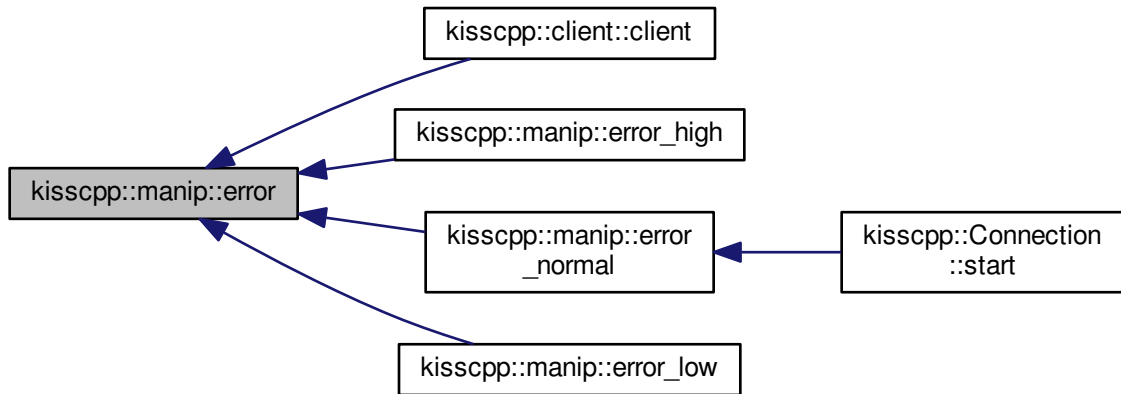 kisscpp::client::client
kisscpp::manip::error_high
kisscpp::manip::error
kisscpp::manip::error
_normal
kisscpp::Connection
::start
kisscpp::manip::error_low